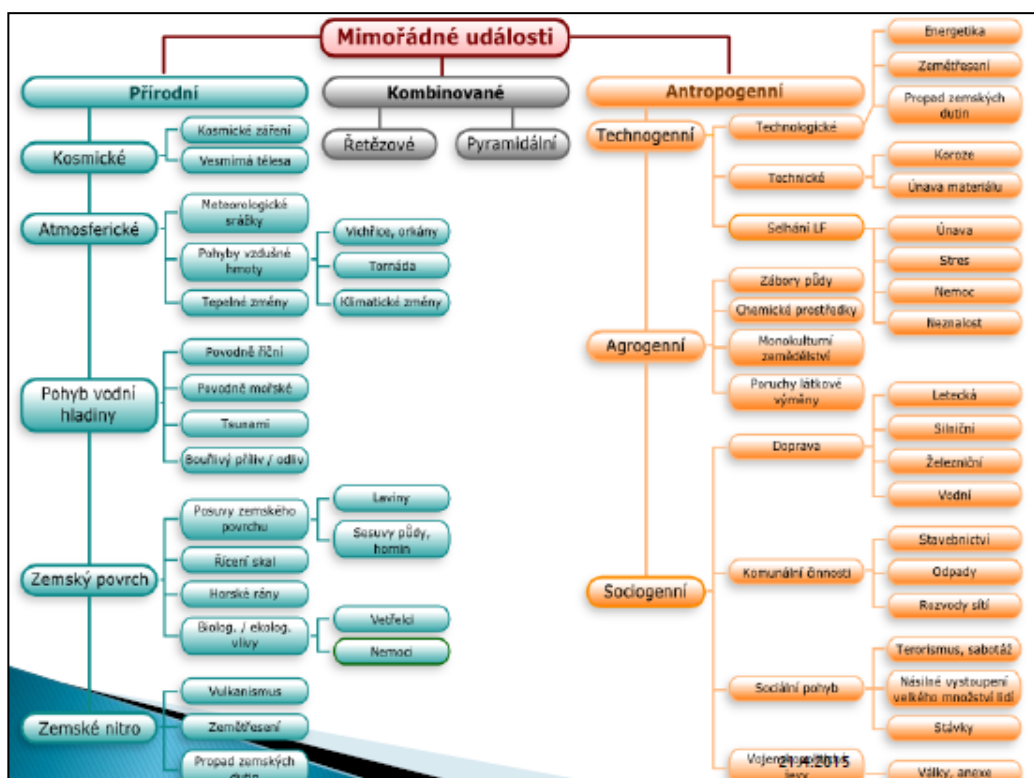 Mimořádné události
Přírodní
Kosmické
Kosmické záření
Vesmírná tělesa
Atmosferické
Meteorologické
srážky
Pohyby vzdušné
hmoty
Vichřice, orkány
Tornáda
Klimatické změny
Tepelné změny
Pohyb vodní
hladiny
Povodně říční
Povodně mořské
Tsunami
Bouřlivý příliv / odliv
Zemský povrch
Posuvy zemského
povrchu
Laviny
Sesuvy půdy,
hornin
Řícení skal
Horské rány
Biolog. / ekolog.
vlivy
Vetřelci
Nemoci
Zemské nitro
Vulkanismus
Zemětřesení
Propad zemských
dutin
Kombinované
Řetězové
Pyramidální
Antropogenní
Technogenní
Technologické
Energetika
Zemětřesení
Propad zemských
dutin
Technické
Koroze
Únava materiálu
Selhání LF
Únava
Stres
Nemoc
Neznalost
Agrogenní
Zábory půdy
Chemické prostředky
Monokulturní
zemědělství
Poruchy látkové
výměny
Sociogenní
Doprava
Letecká
Silniční
Železniční
Vodní
Komunální činnosti
Stavebnictví
Odpady
Rozvody sítí
Sociální pohyb
Terorismus, sabotáž
Násilné vystoupení
velkého množství lidí
Stávky
jevy
Války, anexe
21.4.2015